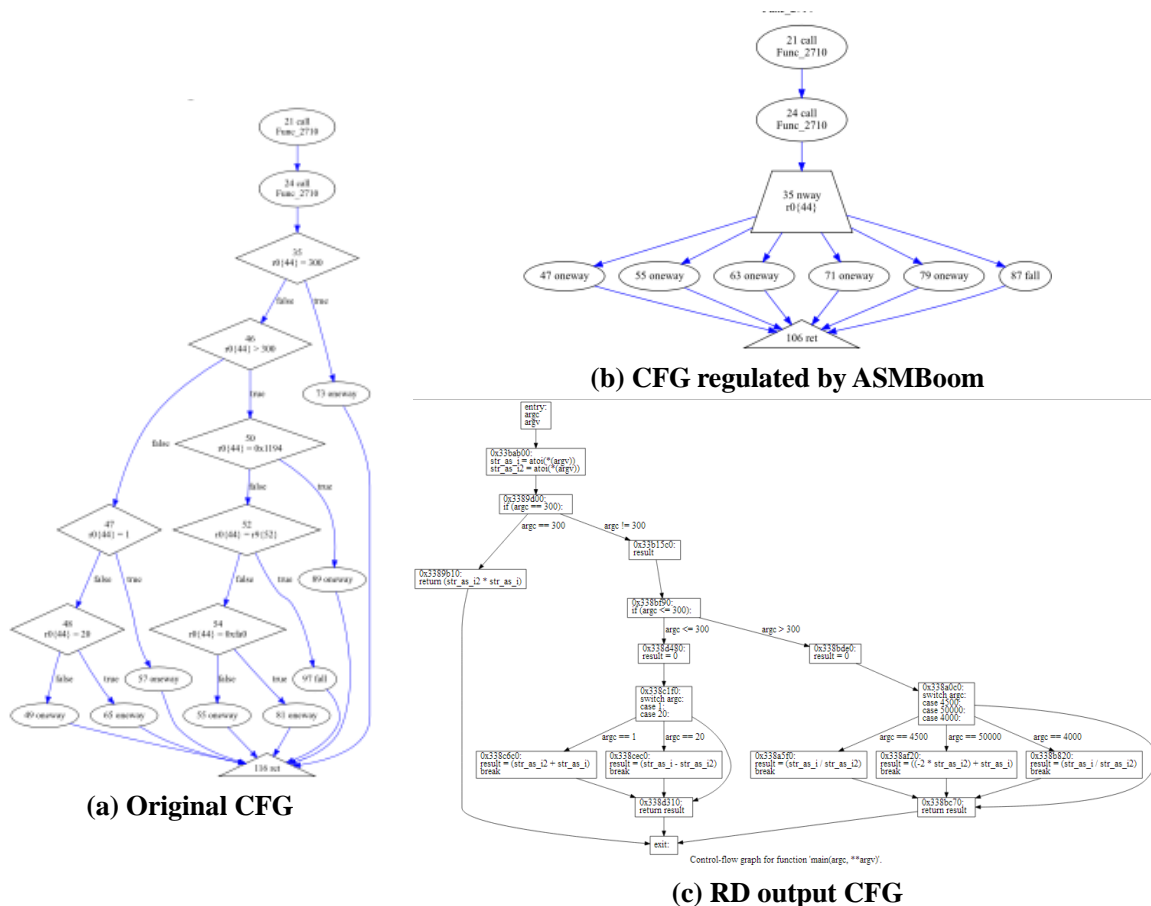 21 call
Func_2710
24 call
Func_2710
35
r0{44} = 300
false
true
46
r0{44} > 300
73 oneway
false
true
50
r0{44} = 0x1194
false
true
47
r0{44} = 1
52
r0{44} = r9{52}
89 oneway
false
true
false
true
48
r0{44} = 20
54
r0{44} = 0xfa0
57 oneway
97 fall
false
true
false
true
49 oneway
65 oneway
55 oneway
81 oneway
116 ret
(a) Original CFG
Func_2710
21 call
Func_2710
24 call
Func_2710
35 nway
r0{44}
47 oneway
55 oneway
63 oneway
71 oneway
79 oneway
87 fall
106 ret
(b) CFG regulated by ASMBoom
entry:
argc
argv
0x33bab00:
str_as_i = atoi(*(argv))
str_as_i2 = atoi(*(argv))
0x3389d00:
if (argc == 300):
argc == 300
argc != 300
0x3389b10:
return (str_as_i2 * str_as_i)
0x33b15c0:
result
0x338bf90:
if (argc <= 300):
argc <= 300
argc > 300
0x338d480:
result = 0
0x338bde0:
result = 0
0x338c1f0:
switch argc:
case 1:
case 20:
0x338a0c0:
switch argc:
case 4500:
case 50000:
case 4000:
argc == 1
argc == 20
argc == 4500
argc == 50000
argc == 4000
0x338c6c0:
result = (str_as_i2 + str_as_i)
break
0x338cec0:
result = (str_as_i - str_as_i2)
break
0x338a5f0:
result = (str_as_i / str_as_i2)
break
0x338af20:
result = ((-2 * str_as_i2) + str_as_i)
break
0x338b820:
result = (str_as_i / str_as_i2)
break
0x338d310:
return result
0x338bc70:
return result
exit:
Control-flow graph for function 'main(argc, **argv)'.
(c) RD output CFG